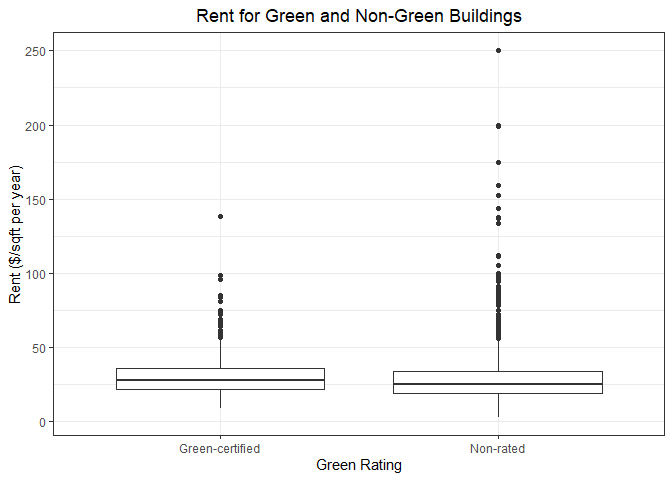 Rent for Green and Non-Green Buildings
Rent ($/sqft per year)
250
200
150
100
50
0
Green-certified Non-rated
Green Rating